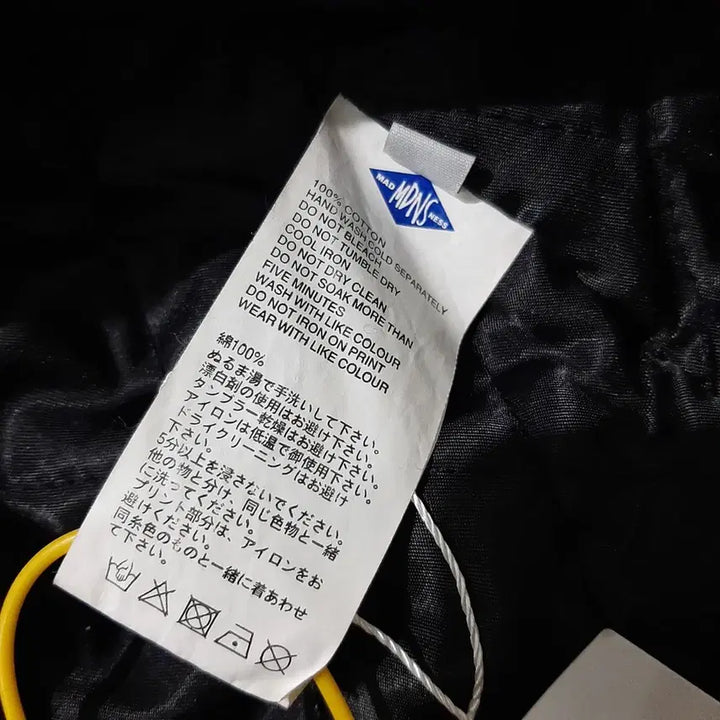 MAD MDNS NESS
100% COTTON
HAND WASH COLD SEPARATELY
DO NOT BLEACH
DO NOT TUMBLE DRY
COOL IRON
DO NOT DRY CLEAN
DO NOT SOAK MORE THAN
FIVE MINUTES
WASH WITH LIKE COLOUR
DO NOT IRON ON PRINT
WEAR WITH LIKE COLOUR
綿100%
ぬるま湯で手洗いして下さい。
漂白剤の使用はお避け下さい。
タンブラー乾燥はお避け下さい。
アイロンは低温で御使用下さい。
ドライクリーニングはお避け
下さい。
5分以上を浸さないでください。
他の物と分け、同じ色物と一緒
に洗ってください。
プリント部分は、アイロンをお
避けください。
同糸色のものと一緒に着あわせ
て下さい。